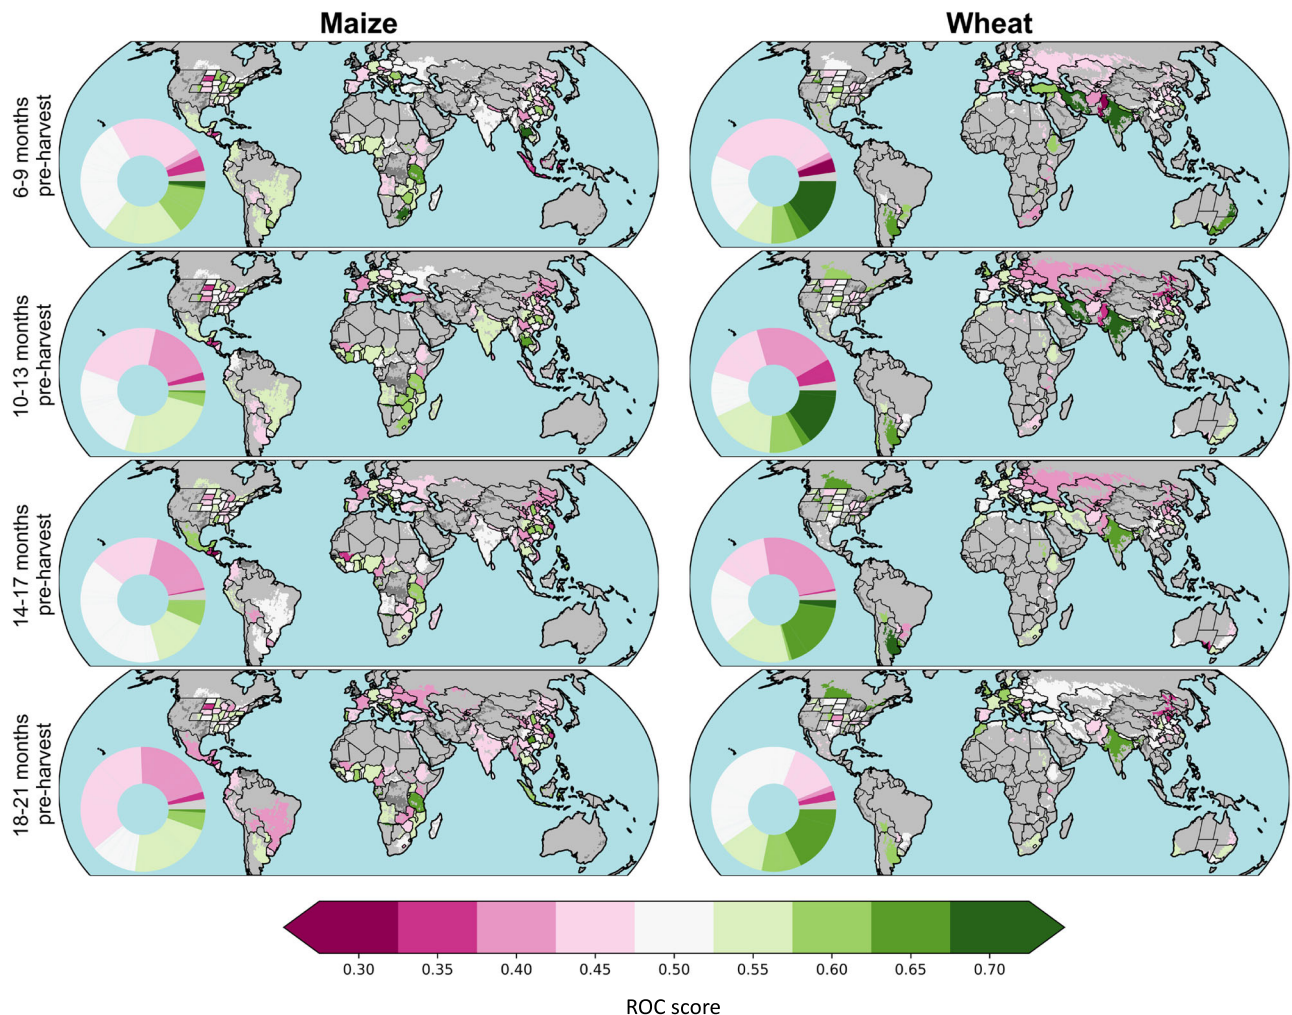 Maize
Wheat
6-9 months
pre-harvest
10-13 months
pre-harvest
14-17 months
pre-harvest
18-21 months
pre-harvest
0.30 0.35 0.40 0.45 0.50 0.55 0.60 0.65 0.70
ROC score